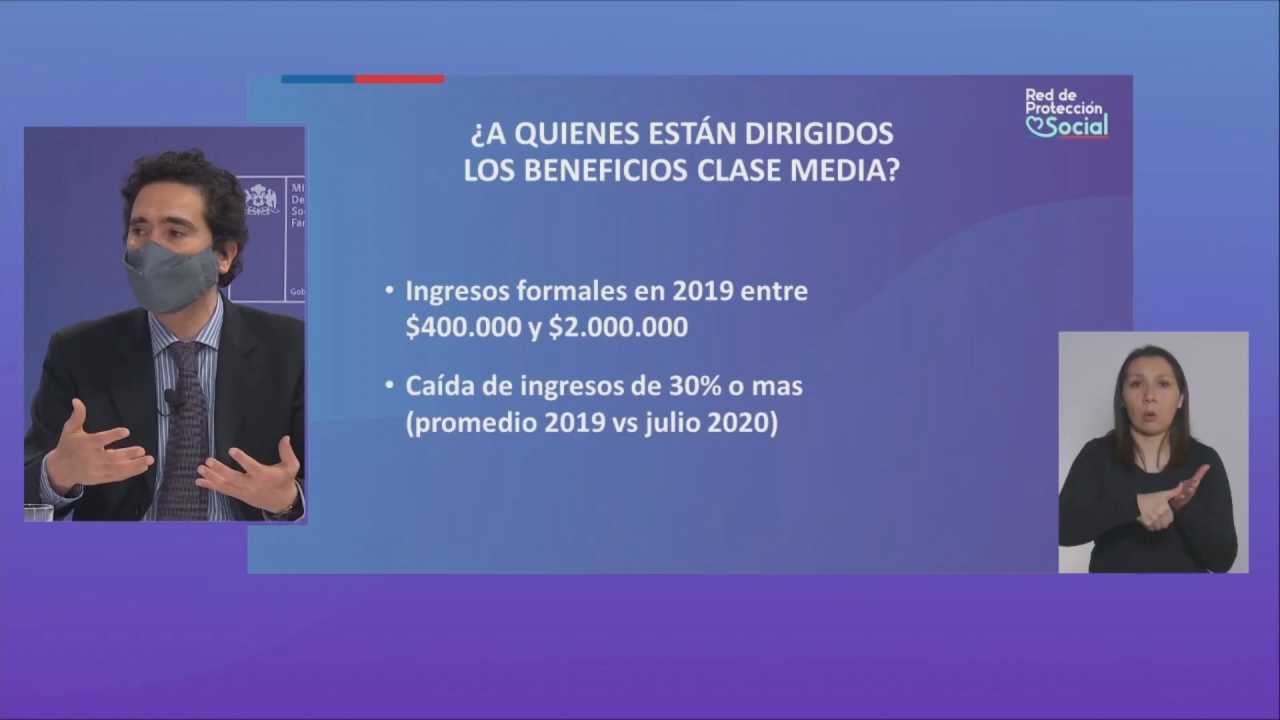 Red de
Protección
Social
¿A QUIENES ESTÁN DIRIGIDOS
LOS BENEFICIOS CLASE MEDIA?
• Ingresos formales en 2019 entre
$400.000 y $2.000.000
• Caída de ingresos de 30% o mas
(promedio 2019 vs julio 2020)